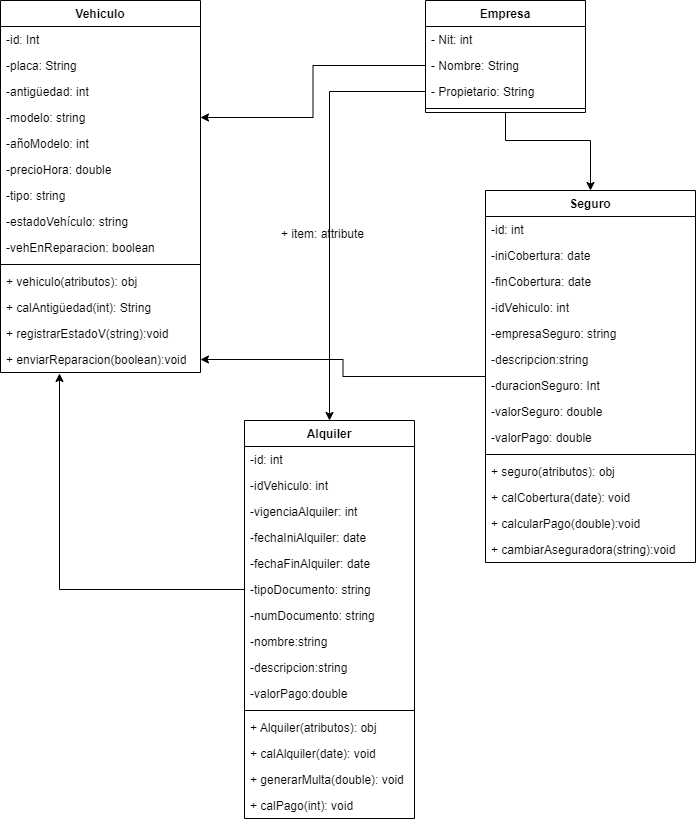 Vehiculo
-id: Int
-placa: String
-antigüedad: int
-modelo: string
-añoModelo: int
-precioHora: double
-tipo: string
-estadoVehículo: string
-vehEnReparacion: boolean
+ vehiculo(atributos): obj
+ calAntigüedad(int): String
+ registrarEstadoV(string):void
+ enviarReparacion(boolean):void
Empresa
- Nit: int
- Nombre: String
- Propietario: String
+ item: attribute
Seguro
-id: int
-iniCobertura: date
-finCobertura: date
-idVehiculo: int
-empresaSeguro: string
-descripcion:string
-duracionSeguro: Int
-valorSeguro: double
-valorPago: double
+ seguro(atributos): obj
+ calCobertura(date): void
+ calcularPago(double):void
+ cambiarAseguradora(string):void
Alquiler
-id: int
-idVehiculo: int
-vigenciaAlquiler: int
-fechaIniAlquiler: date
-fechaFinAlquiler: date
-tipoDocumento: string
-numDocumento: string
-nombre:string
-descripcion:string
-valorPago:double
+ Alquiler(atributos): obj
+ calAlquiler(date): void
+ generarMulta(double): void
+ calPago(int): void